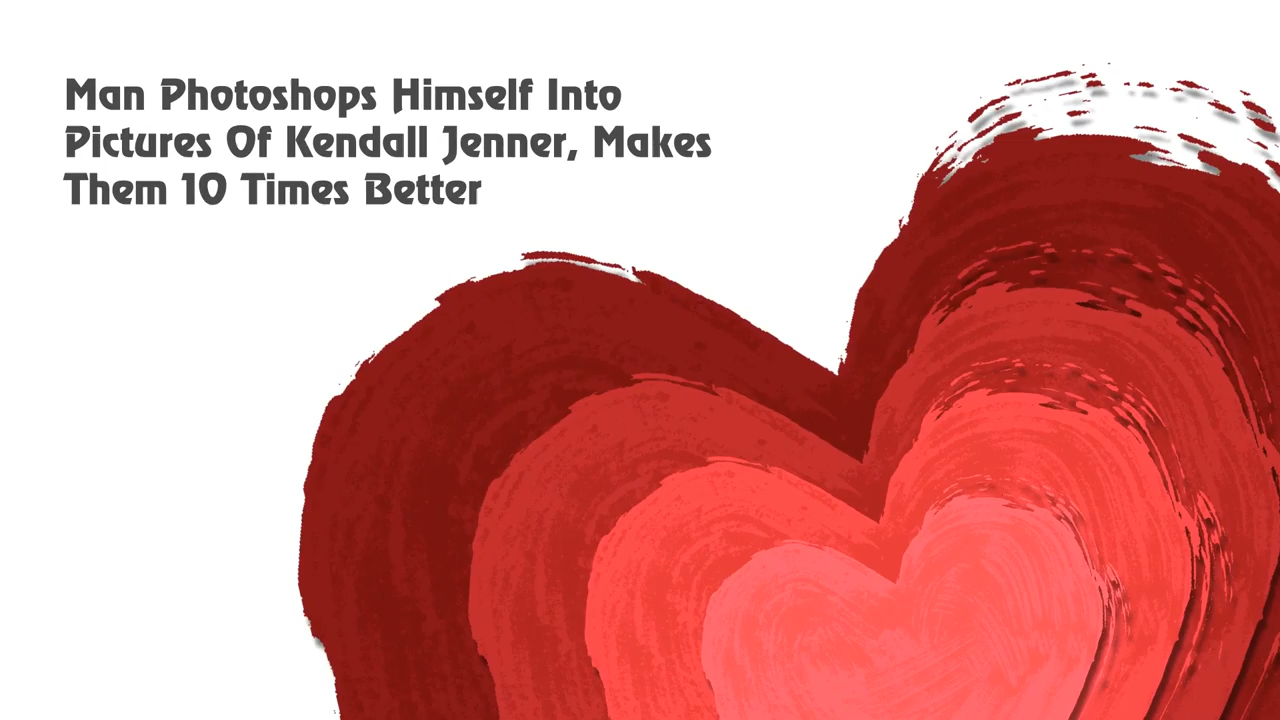 Man Photoshops Himself Into
Pictures Of Kendall Jenner, Makes
Them 10 Times Better